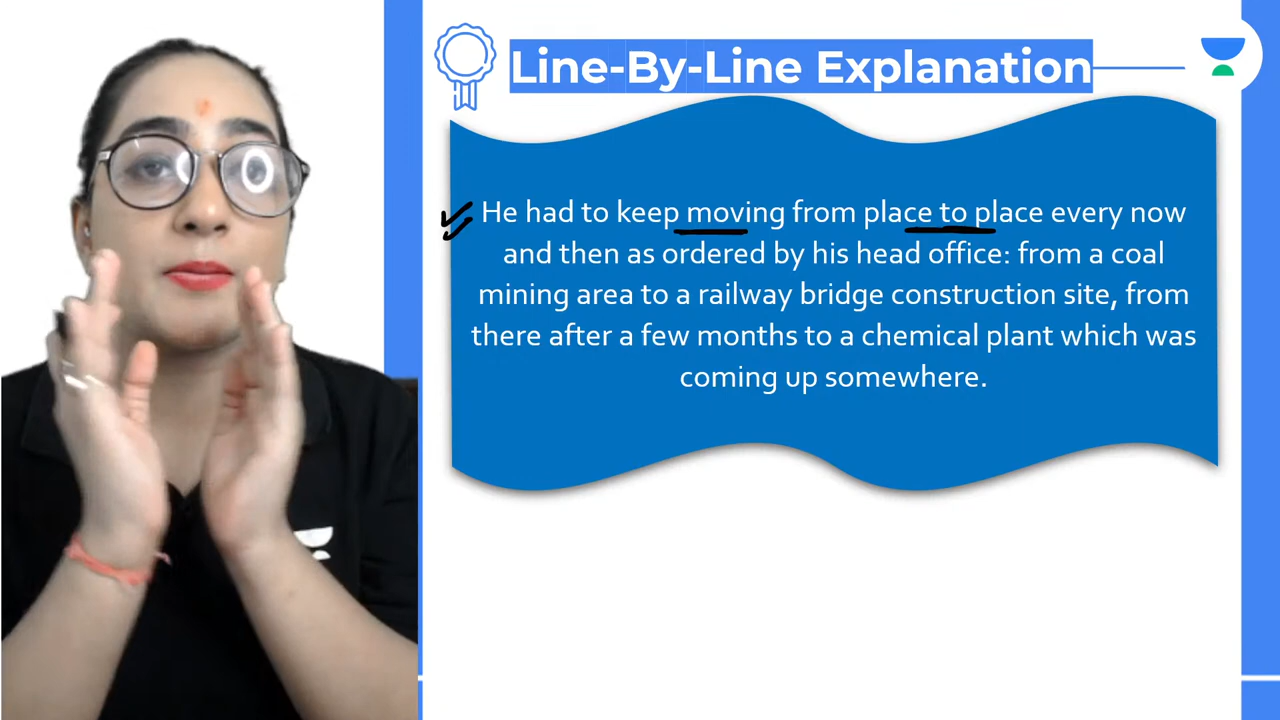 Line-By-Line Explanation
He had to keep moving from place to place every now
and then as ordered by his head office: from a coal
mining area to a railway bridge construction site, from
there after a few months to a chemical plant which was
coming up somewhere.